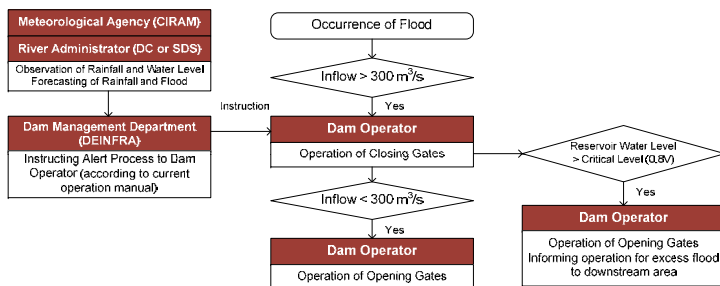 Meteorological Agency (CIRAM)
River Administrator (DC or SDS)
Observation of Rainfall and Water Level
Forecasting of Rainfall and Flood
Dam Management Department
(DEINFRA)
Instructing Alert Process to Dam
Operator (according to current
operation manual)
Instruction
Occurrence of Flood
Inflow > 300 m³/s
Yes
Dam Operator
Operation of Closing Gates
Inflow < 300 m³/s
Yes
Dam Operator
Operation of Opening Gates
Reservoir Water Level
> Critical Level (0.8V)
Yes
Dam Operator
Operation of Opening Gates
Informing operation for excess flood
to downstream area